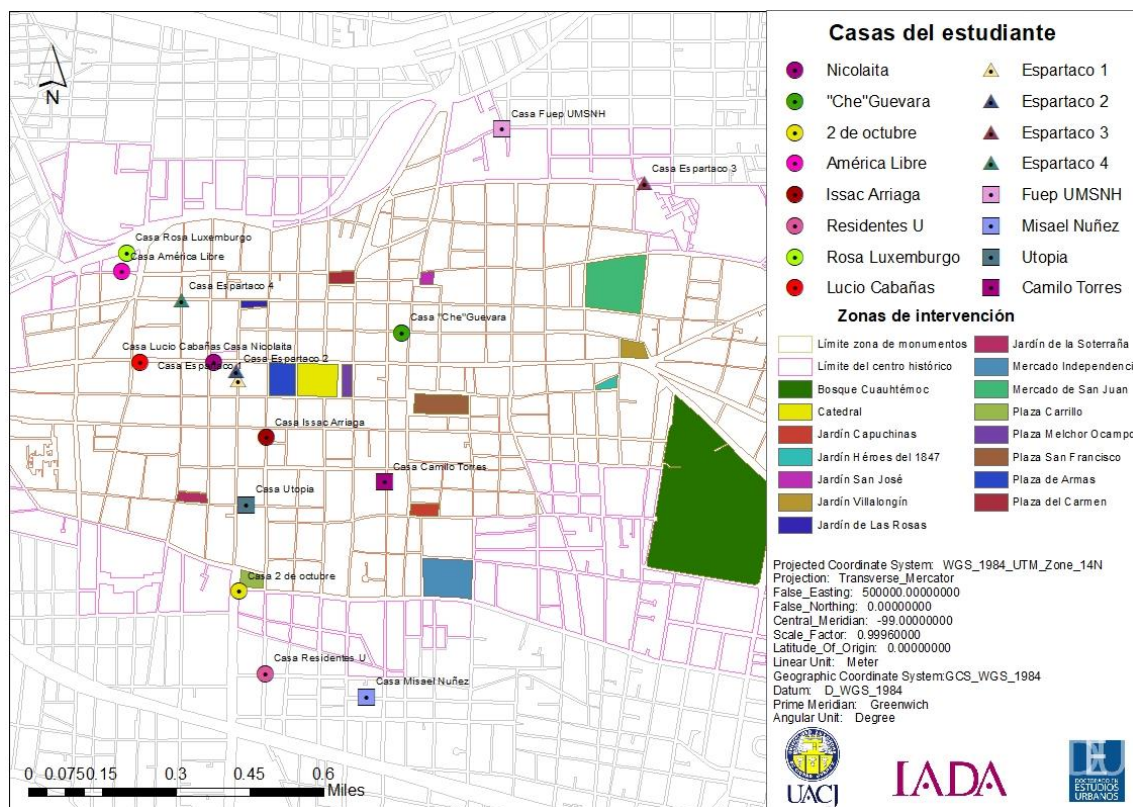 N
Casa Fuep UMSNH
Casa Espartaco 3
Casa Rosa Luxemburgo
Casa América Libre
Casa Espartaco 4
Casa "Che"Guevara
Casa Lucio Cabañas Casa Nicolaita
Casa Espartaco 2
Casa Espartaco 1
Casa Issac Arriaga
Casa Camilo Torres
Casa Utopia
Casa 2 de octubre
Casa Residentes U
Casa Misael Nuñez
0 0.075 0.15 0.3 0.45 0.6
Miles
Casas del estudiante
Nicolaita
"Che"Guevara
2 de octubre
América Libre
Issac Arriaga
Residentes U
Rosa Luxemburgo
Lucio Cabañas
Espartaco 1
Espartaco 2
Espartaco 3
Espartaco 4
Fuep UMSNH
Misael Nuñez
Utopia
Camilo Torres
Zonas de intervención
Límite zona de monumentos
Límite del centro histórico
Bosque Cuauhtémoc
Catedral
Jardín Capuchinas
Jardín Héroes del 1847
Jardín San José
Jardín Villalongín
Jardín de Las Rosas
Jardín de la Soterraña
Mercado Independenci
Mercado de San Juan
Plaza Carrillo
Plaza Melchor Ocampo
Plaza San Francisco
Plaza de Armas
Plaza del Carmen
Projected Coordinate System: WGS_1984_UTM_Zone_14N
Projection: Transverse_Mercator
False_Easting: 500000.00000000
False_Northing: 0.00000000
Central_Meridian: -99.00000000
Scale_Factor: 0.99960000
Latitude_Of_Origin: 0.00000000
Linear Unit: Meter
Geographic Coordinate System:GCS_WGS_1984
Datum: D_WGS_1984
Prime Meridian: Greenwich
Angular Unit: Degree
UACJ
IADA
DEU
DOCTORADO EN
ESTUDIOS
URBANOS